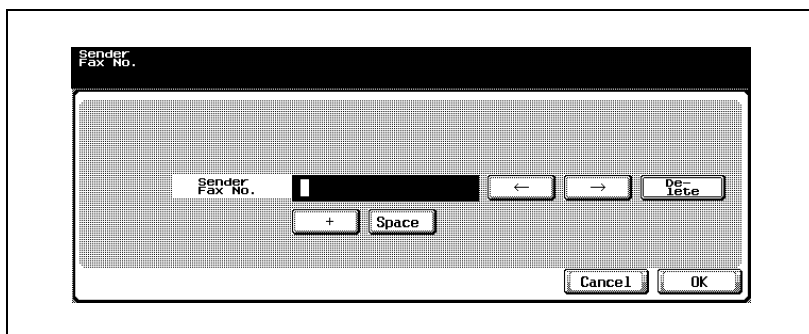 Sender
Fax No.
Sender
Fax No.
← → De-
lete
+ Space
Cancel OK